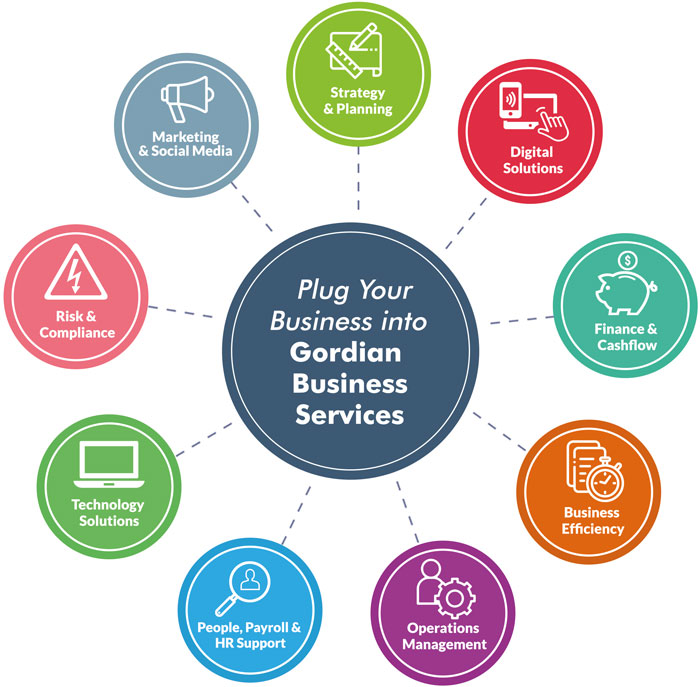 Plug Your
Business into
Gordian
Business
Services
Strategy
& Planning
Digital
Solutions
$
Finance &
Cashflow
Business
Efficiency
Operations
Management
People, Payroll &
HR Support
Technology
Solutions
Risk &
Compliance
Marketing
& Social Media